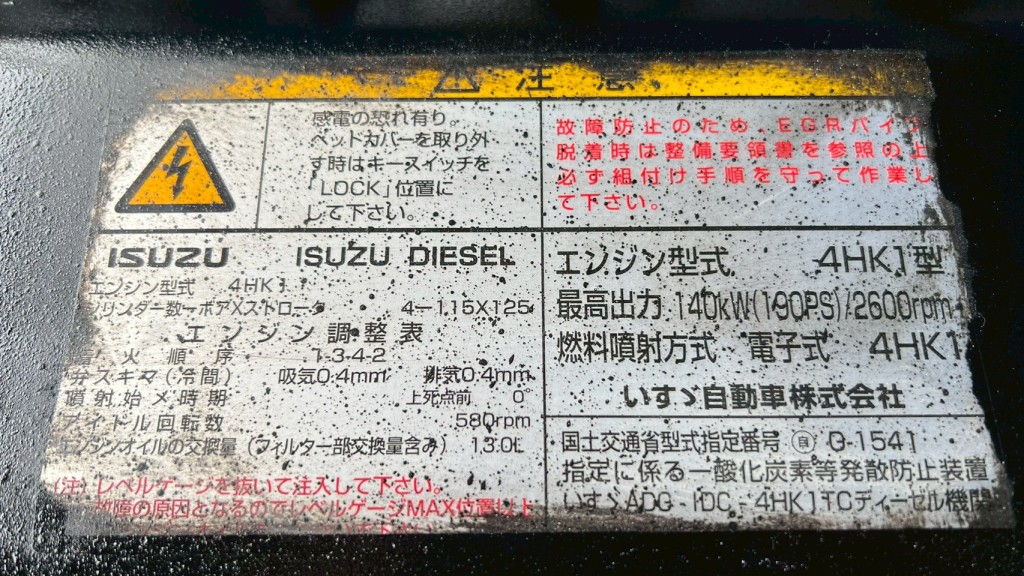 注 意
感電の恐れ有り。
ヘッドカバーを取り外
す時はキースイッチを
「LOCK」位置に
して下さい。
故障防止のため、EGRパイプ
脱着時は整備要領書を参照の上
必ず組付け手順を守って作業し
て下さい。
ISUZU ISUZU DIESEL
エンジン型式 4HK1
シリンダー数ーボアXストローク 4ー115X125
エンジン調整表
着火順序 1-3-4-2
弁スキマ(冷間) 吸気0.4mm 排気0.4mm
噴射始メ時期 上死点前 0°
アイドル回転数 580rpm
エンジンオイルの交換量(フィルター部交換量含み) 13.0L
(注)レベルゲージを抜いて注入して下さい。
故障の原因となるのでレベルゲージMAX位置以上
エンジン型式 4HK1型
最高出力 140kW(190PS)/2600rpm
燃料噴射方式 電子式 4HK1
いすゞ自動車株式会社
国土交通省型式指定番号 自 G-1541
指定に係る一酸化炭素等発散防止装置
いすゞADG-IDC-4HK1TCディーゼル機関